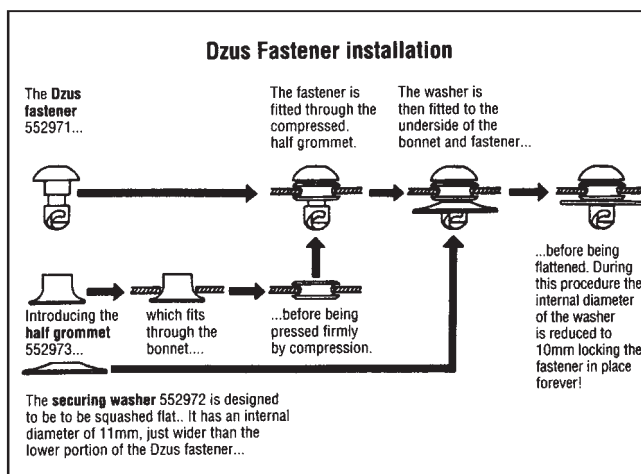 Dzus Fastener installation
The Dzus
fastener
552971...
The fastener is
fitted through the
compressed.
half grommet.
The washer is
then fitted to the
underside of the
bonnet and fastener...
Introducing the
half grommet
552973...
which fits
through the
bonnet....
...before being
pressed firmly
by compression.
...before being
flattened. During
this procedure the
internal diameter
of the washer
is reduced to
10mm locking the
fastener in place
forever!
The securing washer 552972 is designed
to be to be squashed flat.. It has an internal
diameter of 11mm, just wider than the
lower portion of the Dzus fastener...